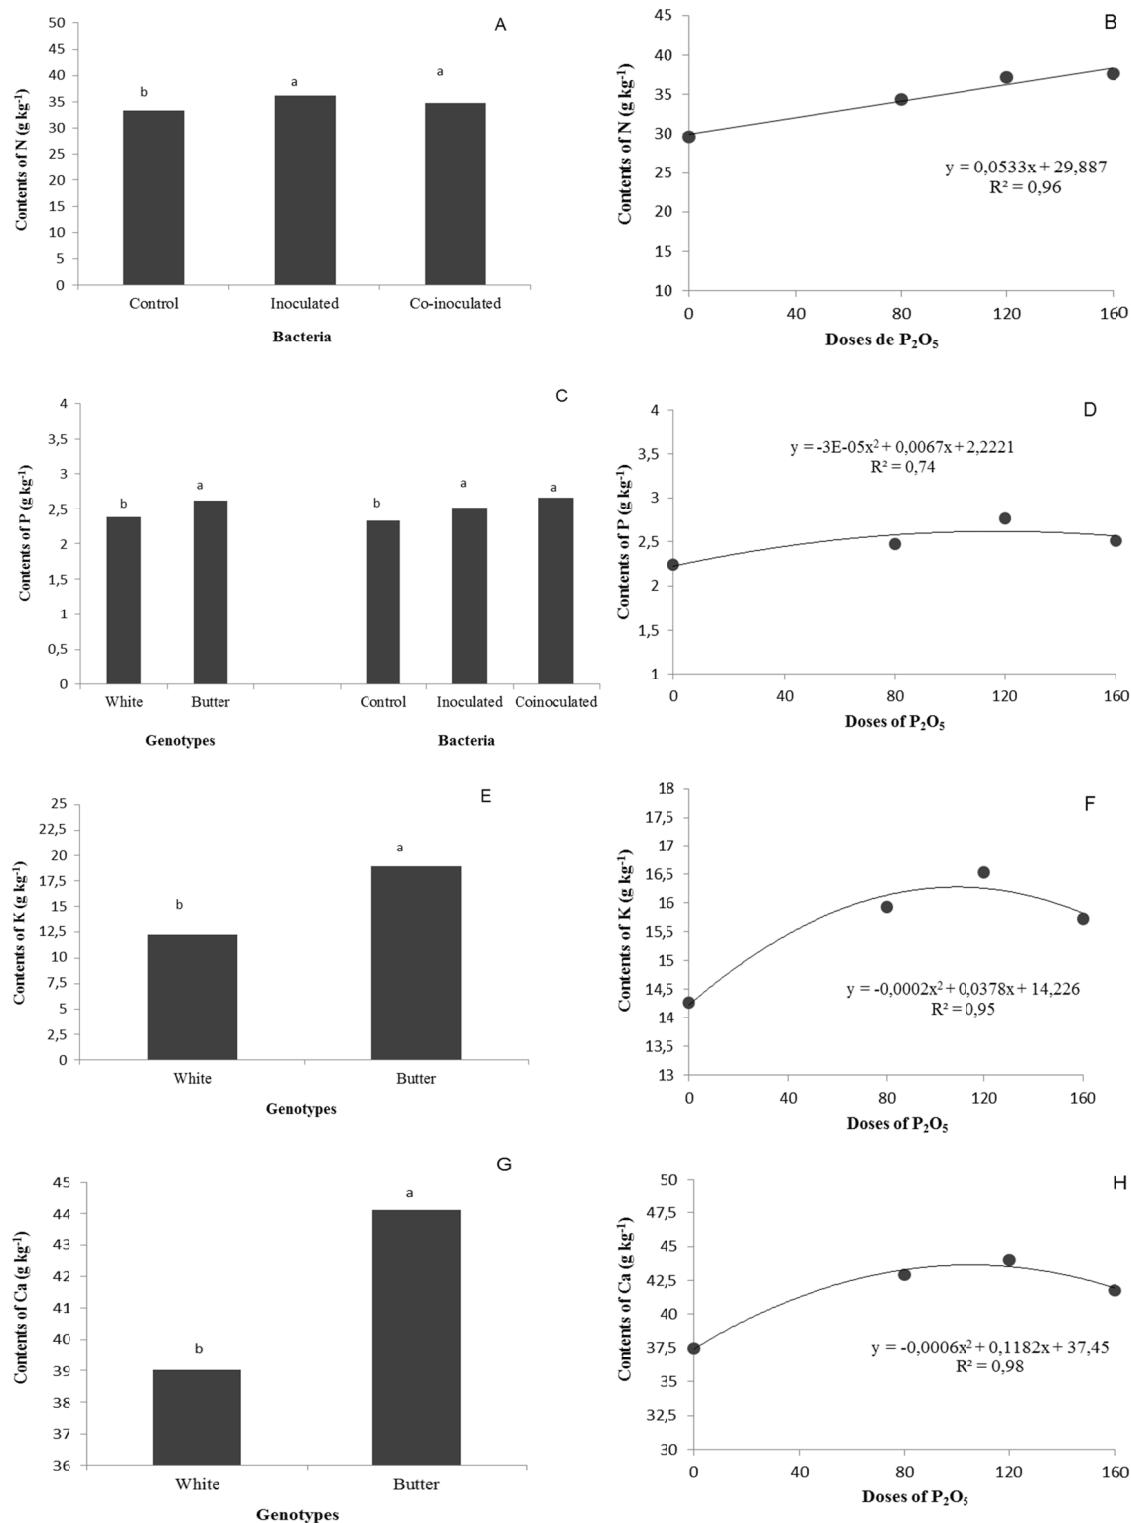 A
50
45
40
35
30
25
20
15
10
5
0
Contents of N (g kg-1)
b
a
a
Control Inoculated Co-inoculated
Bacteria
B
45
40
35
30
25
20
15
10
Contents of N (g kg-1)
y = 0,0533x + 29,887
R² = 0,96
0 40 80 120 160
Doses de P₂O₅
C
4
3,5
3
2,5
2
1,5
1
0,5
0
Contents of P (g kg-1)
b
a
b
a
a
White Butter Control Inoculated Coinoculated
Genotypes Bacteria
D
4
3,5
3
2,5
2
1,5
1
Contents of P (g kg-1)
y = -3E-05x² + 0,0067x + 2,2221
R² = 0,74
0 40 80 120 160
Doses of P₂O₅
E
25
22,5
20
17,5
15
12,5
10
7,5
5
2,5
0
Contents of K (g kg-1)
b
a
White Butter
Genotypes
F
18
17,5
17
16,5
16
15,5
15
14,5
14
13,5
13
Contents of K (g kg-1)
y = -0,0002x² + 0,0378x + 14,226
R² = 0,95
0 40 80 120 160
Doses of P₂O₅
G
45
44
43
42
41
40
39
38
37
36
Contents of Ca (g kg-1)
b
a
White Butter
Genotypes
H
50
47,5
45
42,5
40
37,5
35
32,5
30
Contents of Ca (g kg-1)
y = -0,0006x² + 0,1182x + 37,45
R² = 0,98
0 40 80 120 160
Doses of P₂O₅